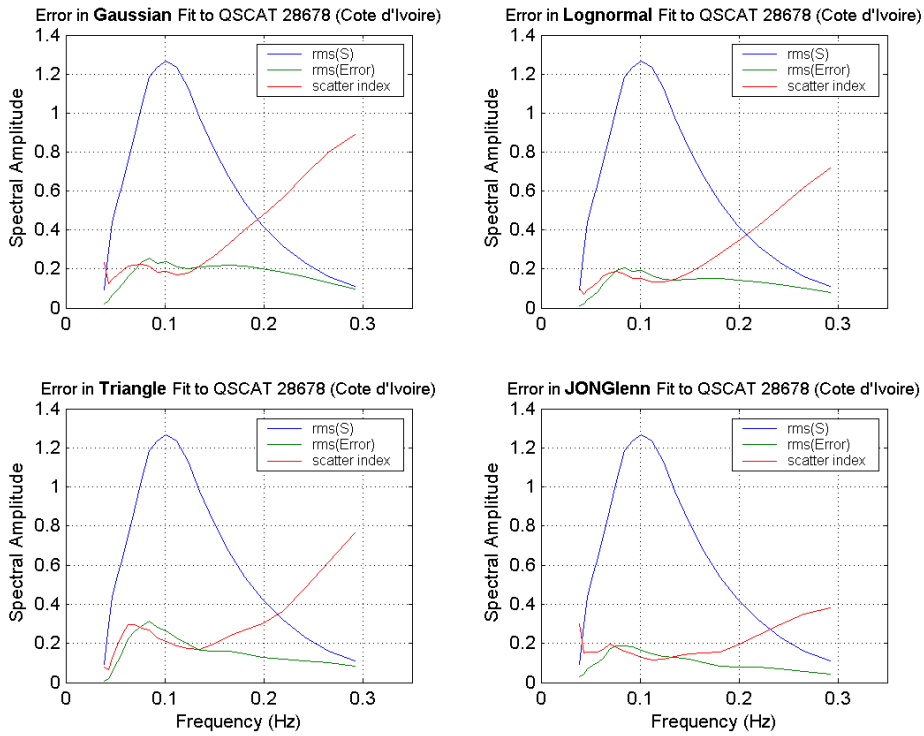 Error in Gaussian Fit to QSCAT 28678 (Cote d'Ivoire)
1.4
1.2
1
0.8
0.6
0.4
0.2
0
Spectral Amplitude
rms(S)
rms(Error)
scatter index
0
0.1
0.2
0.3
Error in Lognormal Fit to QSCAT 28678 (Cote d'Ivoire)
1.4
1.2
1
0.8
0.6
0.4
0.2
0
Spectral Amplitude
rms(S)
rms(Error)
scatter index
0
0.1
0.2
0.3
Error in Triangle Fit to QSCAT 28678 (Cote d'Ivoire)
1.4
1.2
1
0.8
0.6
0.4
0.2
0
Spectral Amplitude
rms(S)
rms(Error)
scatter index
0
0.1
0.2
0.3
Frequency (Hz)
Error in JONGlenn Fit to QSCAT 28678 (Cote d'Ivoire)
1.4
1.2
1
0.8
0.6
0.4
0.2
0
Spectral Amplitude
rms(S)
rms(Error)
scatter index
0
0.1
0.2
0.3
Frequency (Hz)